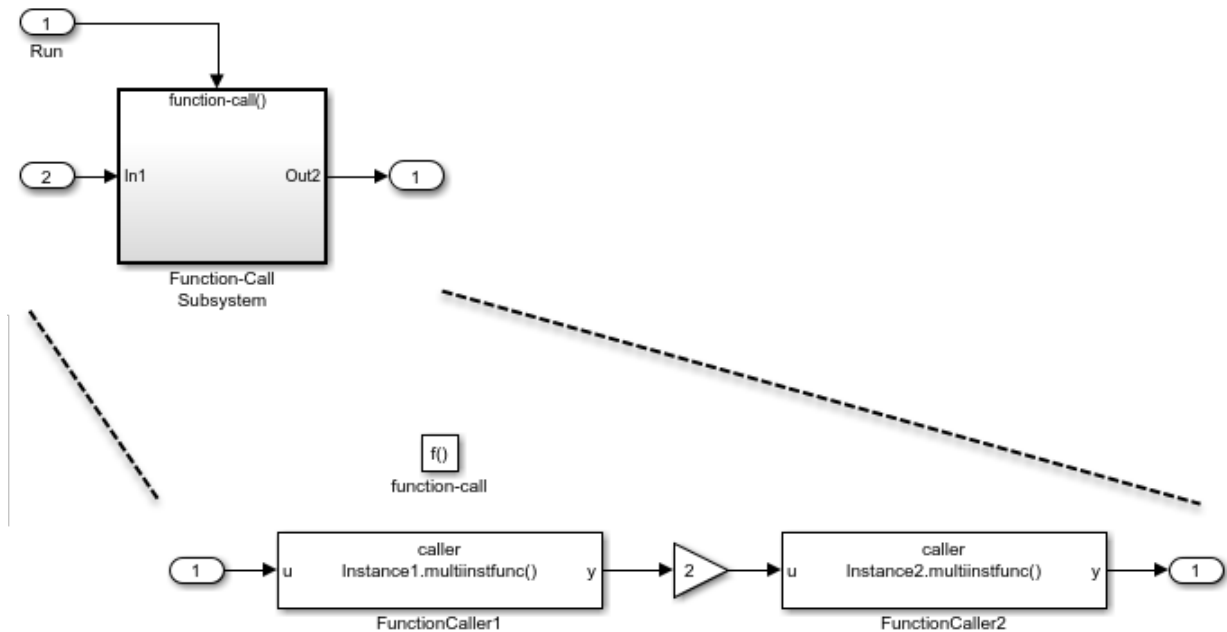 1
Run
function-call()
2
In1
Out2
1
Function-Call
Subsystem
f()
function-call
1
u
caller
Instance1.multiinstfunc()
y
FunctionCaller1
2
u
caller
Instance2.multiinstfunc()
y
FunctionCaller2
1